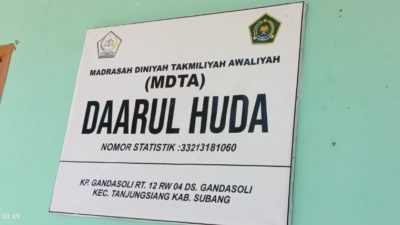 MADRASAH DINIYAH TAKMILIYAH AWALIYAH
(MDTA)
DAARUL HUDA
NOMOR STATISTIK :33213181060
KP. GANDASOLI RT. 12 RW 04 DS. GANDASOLI
KEC. TANJUNGSIANG KAB. SUBANG
10:49